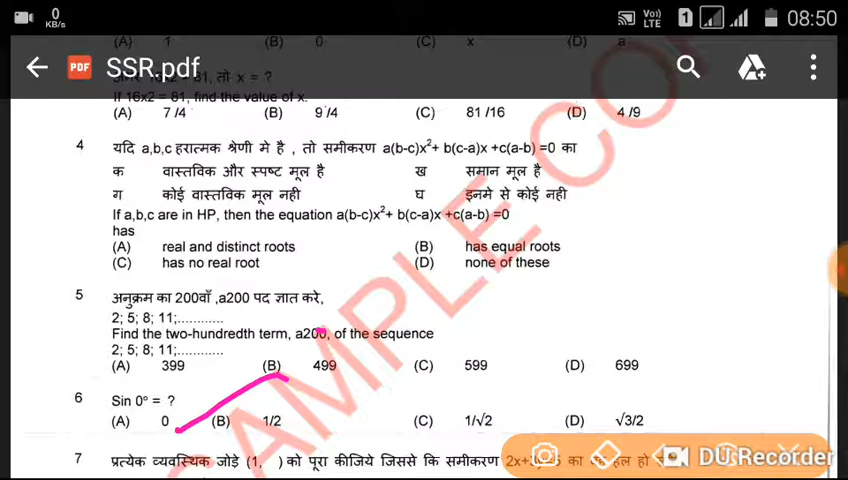 0
KB/s
Vo))
LTE
1
08:50
(A) 1 (B) 0 (C) x (D) a
PDF SSR.pdf
81, तो x = ?
If 16x2 = 81, find the value of x.
(A) 7 /4 (B) 9 /4 (C) 81 /16 (D) 4 /9
4 यदि a,b,c हरात्मक श्रेणी मे है , तो समीकरण a(b-c)x²+ b(c-a)x +c(a-b) =0 का
क वास्तविक और स्पष्ट मूल है ख समान मूल है
ग कोई वास्तविक मूल नही घ इनमे से कोई नही
If a,b,c are in HP, then the equation a(b-c)x²+ b(c-a)x +c(a-b) =0
has
(A) real and distinct roots (B) has equal roots
(C) has no real root (D) none of these
5 अनुक्रम का 200वाँ ,a200 पद ज्ञात करे,
2; 5; 8; 11;............
Find the two-hundredth term, a200, of the sequence
2; 5; 8; 11;............
(A) 399 (B) 499 (C) 599 (D) 699
6 Sin 0° = ?
(A) 0 (B) 1/2 (C) 1/√2 (D) √3/2
7 प्रत्येक व्यवस्थिक जोड़े (1, ) को पूरा कीजिये जिससे कि समीकरण 2x+ का हल हो
DU Recorder
SAMPLE CO